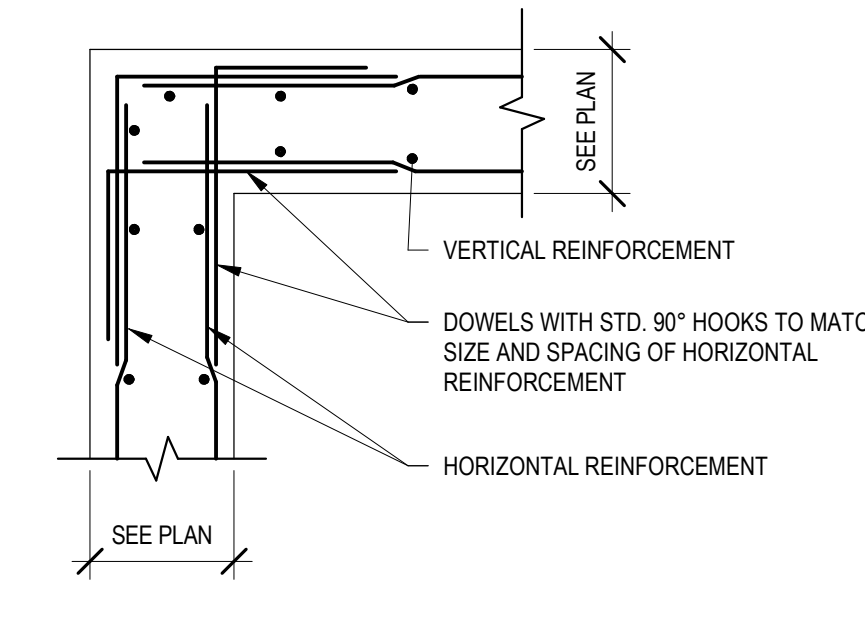 SEE PLAN
VERTICAL REINFORCEMENT
DOWELS WITH STD. 90° HOOKS TO MATC
SIZE AND SPACING OF HORIZONTAL
REINFORCEMENT
HORIZONTAL REINFORCEMENT
SEE PLAN